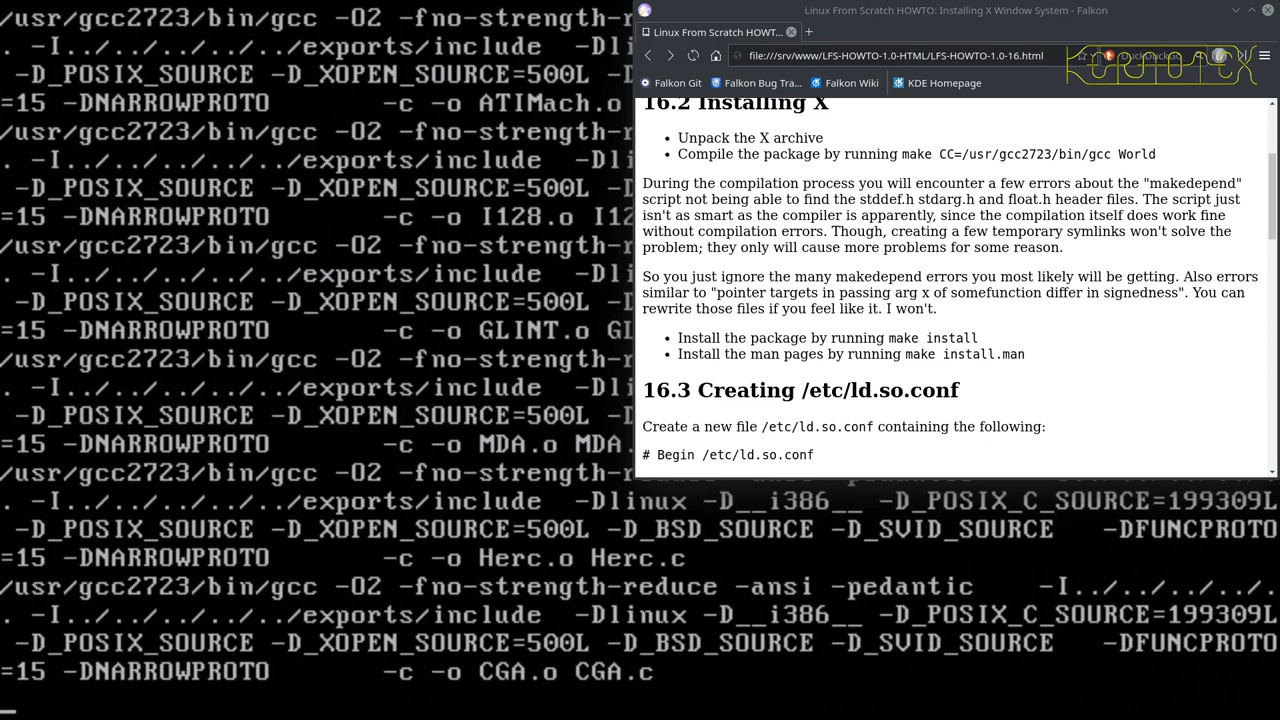 /usr/gcc2723/bin/gcc -O2 -fno-strength-r
. -I../../../../exports/include -Dli
-D_POSIX_SOURCE -D_XOPEN_SOURCE=500L -D
=15 -DNARROWPROTO -c -o ATIMach.o
/usr/gcc2723/bin/gcc -O2 -fno-strength-r
. -I../../../../exports/include -Dli
-D_POSIX_SOURCE -D_XOPEN_SOURCE=500L -D
=15 -DNARROWPROTO -c -o I128.o I12
/usr/gcc2723/bin/gcc -O2 -fno-strength-r
. -I../../../../exports/include -Dli
-D_POSIX_SOURCE -D_XOPEN_SOURCE=500L -D
=15 -DNARROWPROTO -c -o GLINT.o GL
/usr/gcc2723/bin/gcc -O2 -fno-strength-r
. -I../../../../exports/include -Dli
-D_POSIX_SOURCE -D_XOPEN_SOURCE=500L -D
=15 -DNARROWPROTO -c -o MDA.o MDA.
/usr/gcc2723/bin/gcc -O2 -fno-strength-reduce -ansi -pedantic -I../../../.
. -I../../../../exports/include -Dlinux -D__i386__ -D_POSIX_C_SOURCE=199309L
-D_POSIX_SOURCE -D_XOPEN_SOURCE=500L -D_BSD_SOURCE -D_SVID_SOURCE -DFUNCPROTO
=15 -DNARROWPROTO -c -o Herc.o Herc.c
/usr/gcc2723/bin/gcc -O2 -fno-strength-reduce -ansi -pedantic -I../../../.
. -I../../../../exports/include -Dlinux -D__i386__ -D_POSIX_C_SOURCE=199309L
-D_POSIX_SOURCE -D_XOPEN_SOURCE=500L -D_BSD_SOURCE -D_SVID_SOURCE -DFUNCPROTO
=15 -DNARROWPROTO -c -o CGA.o CGA.c
Linux From Scratch HOWTO: Installing X Window System - Falkon
Linux From Scratch HOWT...
file:///srv/www/LFS-HOWTO-1.0-HTML/LFS-HOWTO-1.0-16.html
Falkon Git Falkon Bug Tra... Falkon Wiki KDE Homepage
16.2 Installing X
• Unpack the X archive
• Compile the package by running make CC=/usr/gcc2723/bin/gcc World
During the compilation process you will encounter a few errors about the "makedepend"
script not being able to find the stddef.h stdarg.h and float.h header files. The script just
isn't as smart as the compiler is apparently, since the compilation itself does work fine
without compilation errors. Though, creating a few temporary symlinks won't solve the
problem; they only will cause more problems for some reason.
So you just ignore the many makedepend errors you most likely will be getting. Also errors
similar to "pointer targets in passing arg x of somefunction differ in signedness". You can
rewrite those files if you feel like it. I won't.
• Install the package by running make install
• Install the man pages by running make install.man
16.3 Creating /etc/ld.so.conf
Create a new file /etc/ld.so.conf containing the following:
# Begin /etc/ld.so.conf